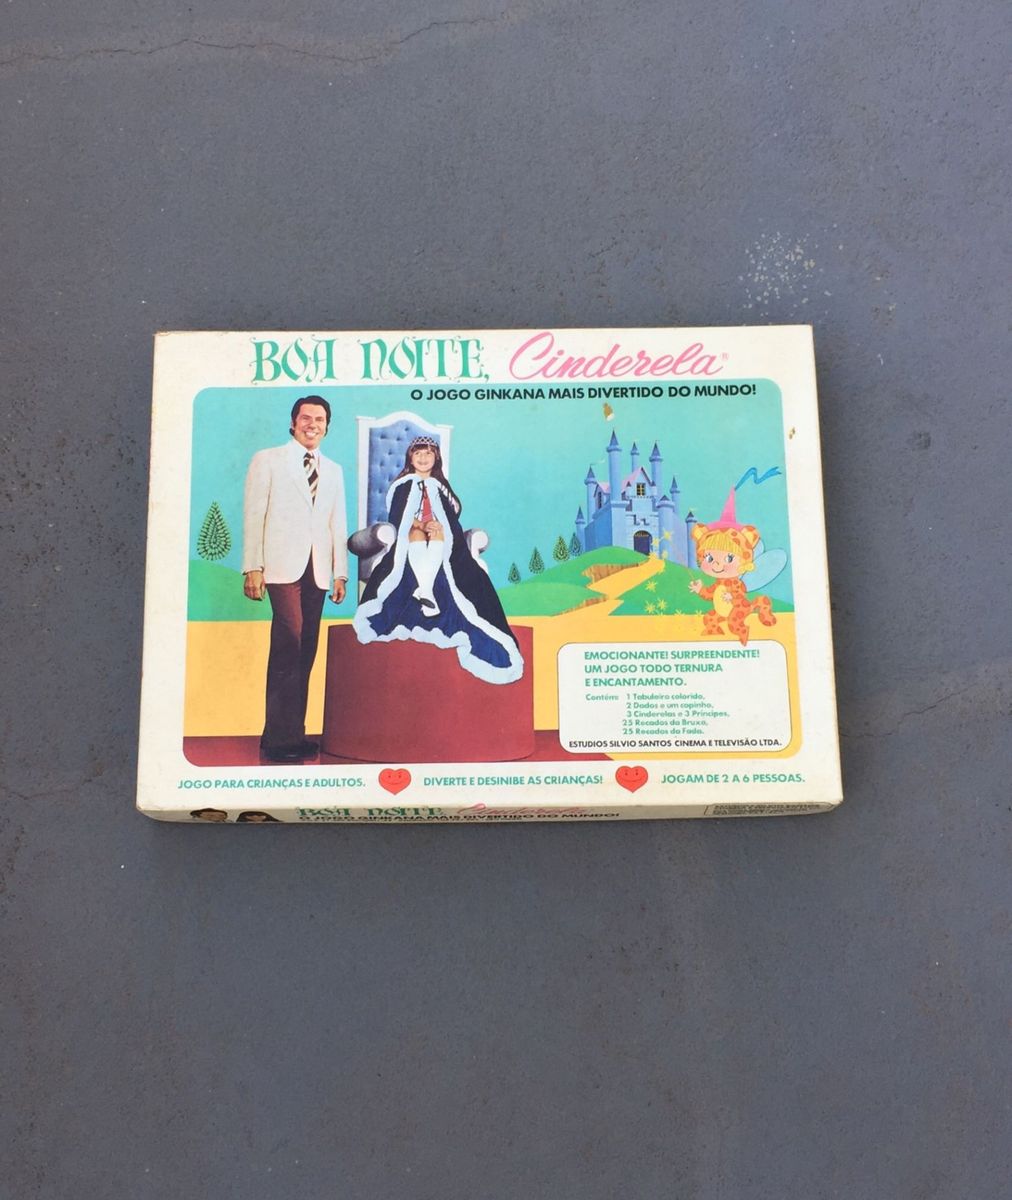 BOA NOITE, Cinderela ®
O JOGO GINKANA MAIS DIVERTIDO DO MUNDO!
EMOCIONANTE! SURPREENDENTE!
UM JOGO TODO TERNURA
E ENCANTAMENTO.
Contém: 1 Tabuleiro colorido,
2 Dados e um copinho,
3 Cinderelas e 3 Príncipes,
25 Recados da Bruxa,
25 Recados da Fada.
ESTUDIOS SILVIO SANTOS CINEMA E TELEVISÃO LTDA.
JOGO PARA CRIANÇAS E ADULTOS. DIVERTE E DESINIBE AS CRIANÇAS! JOGAM DE 2 A 6 PESSOAS.
BOA NOITE, Cinderela
O JOGO GINKANA MAIS DIVERTIDO DO MUNDO!